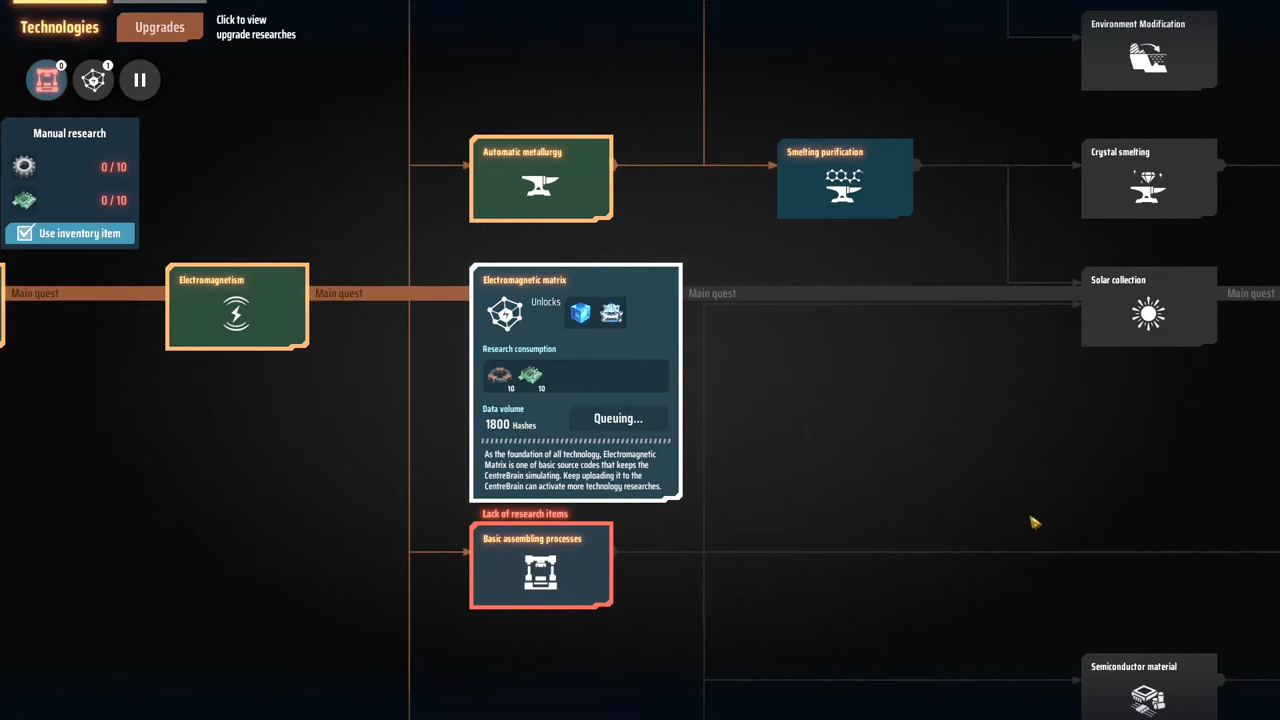 Technologies
Upgrades
Click to view
upgrade researches
0
1
Manual research
0 / 10
0 / 10
Use inventory item
Main quest
Electromagnetism
Main quest
Automatic metallurgy
Smelting purification
Environment Modification
Crystal smelting
Solar collection
Main quest
Main quest
Electromagnetic matrix
Unlocks
Research consumption
10
10
Data volume
1800 Hashes
Queuing...
As the foundation of all technology, Electromagnetic
Matrix is one of basic source codes that keeps the
CentreBrain simulating. Keep uploading it to the
CentreBrain can activate more technology researches.
Lack of research items
Basic assembling processes
Semiconductor material